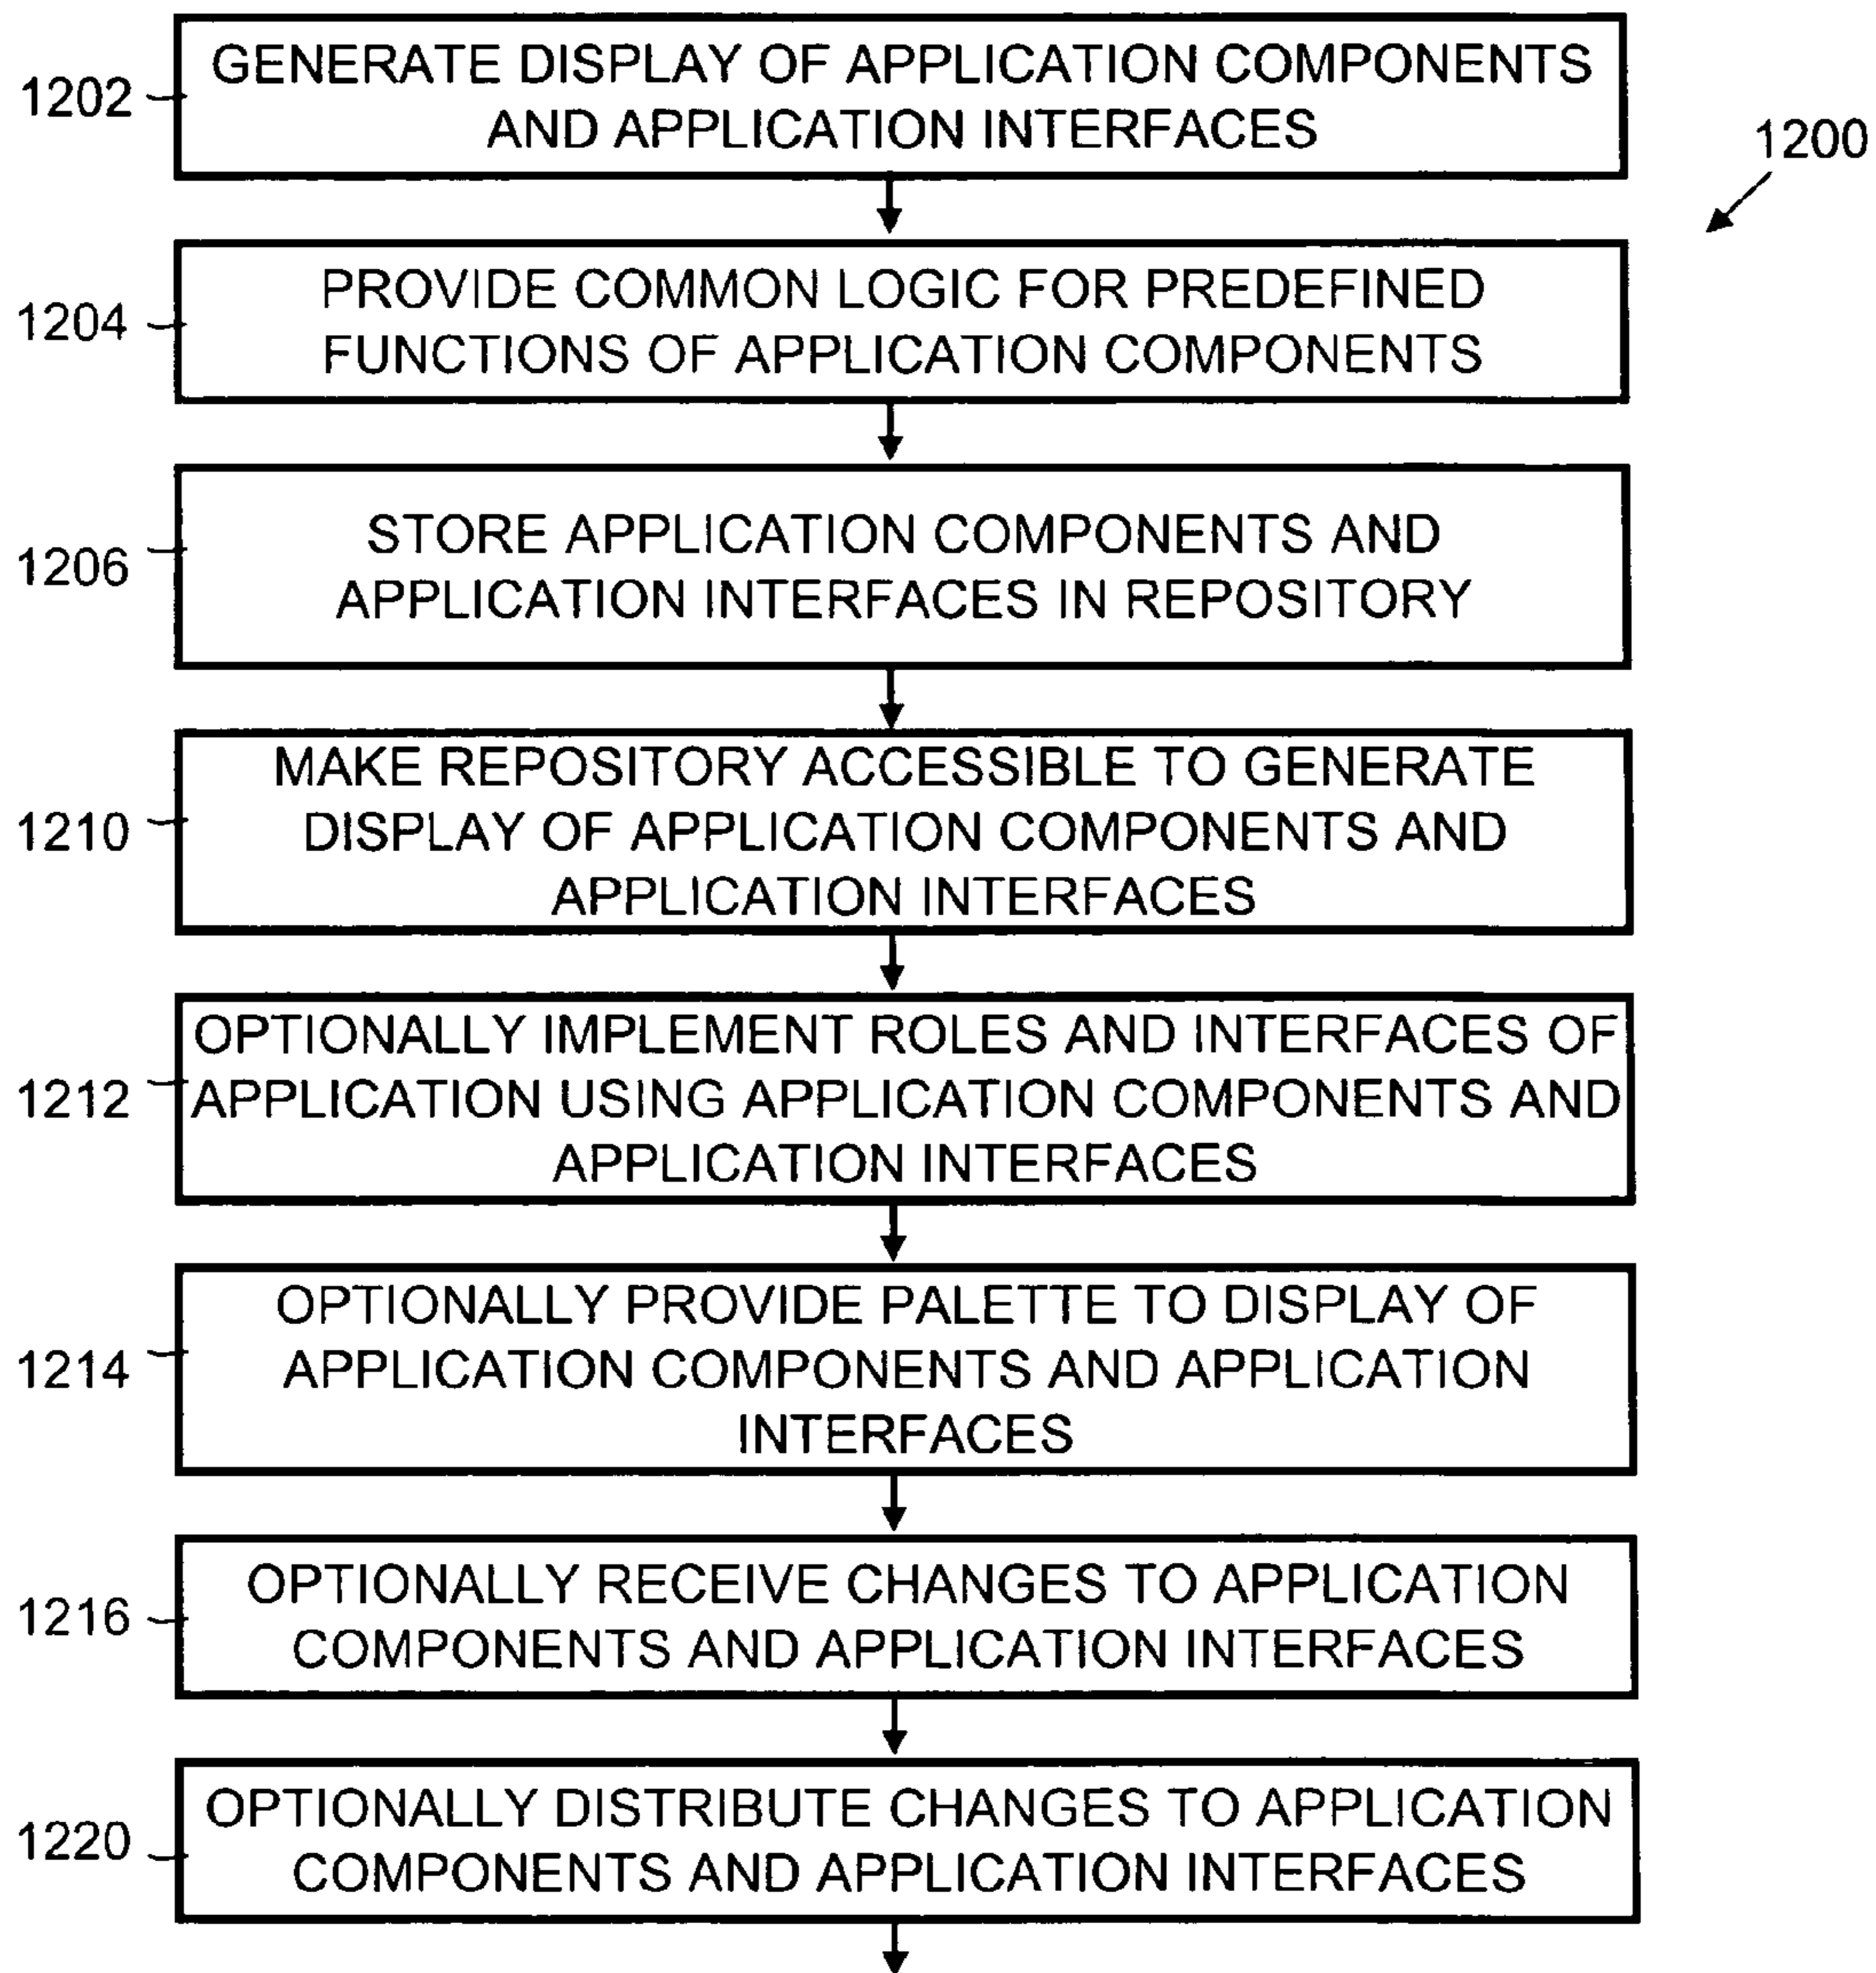 GENERATE DISPLAY OF APPLICATION COMPONENTS
AND APPLICATION INTERFACES
1202
1200
PROVIDE COMMON LOGIC FOR PREDEFINED
FUNCTIONS OF APPLICATION COMPONENTS
1204
STORE APPLICATION COMPONENTS AND
APPLICATION INTERFACES IN REPOSITORY
1206
MAKE REPOSITORY ACCESSIBLE TO GENERATE
DISPLAY OF APPLICATION COMPONENTS AND
APPLICATION INTERFACES
1210
OPTIONALLY IMPLEMENT ROLES AND INTERFACES OF
APPLICATION USING APPLICATION COMPONENTS AND
APPLICATION INTERFACES
1212
OPTIONALLY PROVIDE PALETTE TO DISPLAY OF
APPLICATION COMPONENTS AND APPLICATION
INTERFACES
1214
OPTIONALLY RECEIVE CHANGES TO APPLICATION
COMPONENTS AND APPLICATION INTERFACES
1216
OPTIONALLY DISTRIBUTE CHANGES TO APPLICATION
COMPONENTS AND APPLICATION INTERFACES
1220